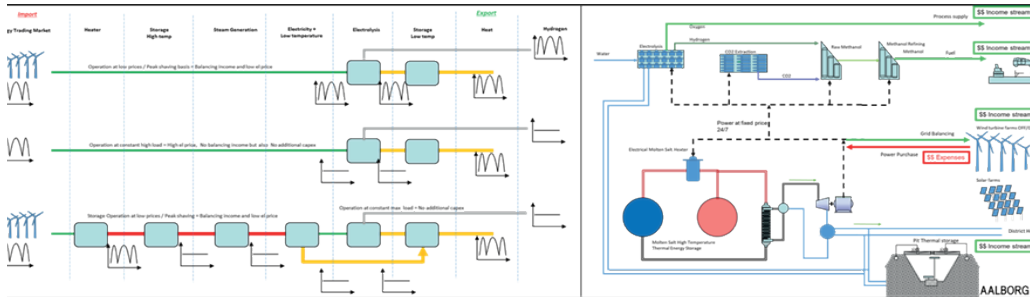 Import
Export
gy Trading Market
Heater
Storage
High-temp
Steam Generation
Electricity +
Low temperature
Electrolysis
Storage
Low temp
Heat
Hydrogen
Operation at low prices / Peak shaving basis = Balancing income and low el price
Power at constant high load = High el price, No balancing income but also No additional capex
Storage Operation at low prices / Peak shaving = Balancing income and low el price
Operation at constant max load = No additional capex
$$ Income stream
Process supply
Oxygen
Hydrogen
Electrolysis
Water
CO2 Extraction
CO2
Raw Methanol
Methanol Refining
Methanol
Fuel
$$ Income stream
Power at feed price
24/7
$$ Income stream
Grid Balancing
Wind turbine farms
Power Purchase
$$ Expenses
Electrical Molten Salt Heater
Solar farms
Molten Salt High Temperature
Thermal Energy Storage
District H
Pit Thermal storage
$$ Income stream
AALBORG